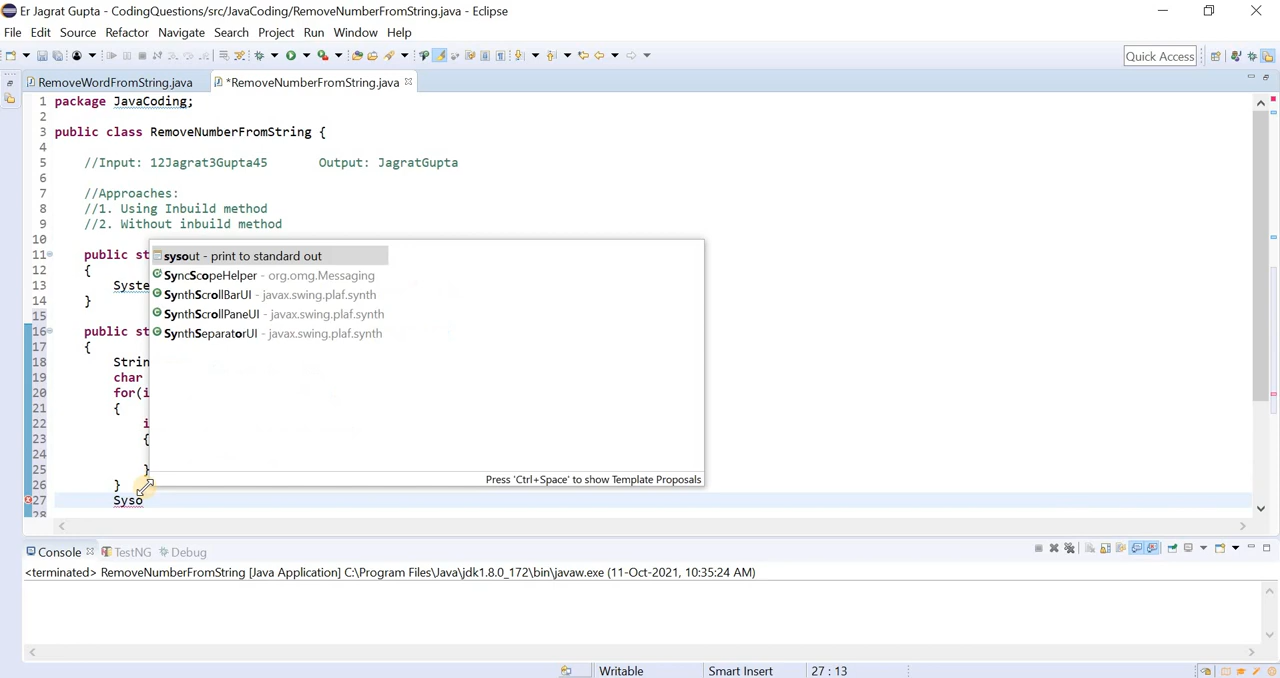 Er Jagrat Gupta - CodingQuestions/src/JavaCoding/RemoveNumberFromString.java - Eclipse
File Edit Source Refactor Navigate Search Project Run Window Help
Quick Access
RemoveWordFromString.java *RemoveNumberFromString.java
1 package JavaCoding;
2
3 public class RemoveNumberFromString {
4
5 //Input: 12Jagrat3Gupta45 Output: JagratGupta
6
7 //Approaches:
8 //1. Using Inbuild method
9 //2. Without inbuild method
10
11 public st
12 {
13 Syste
14 }
15
16 public st
17 {
18 Strin
19 char
20 for(i
21 {
22 i
23 {
24
25 }
26 }
27 Syso
28
sysout - print to standard out
SyncScopeHelper - org.omg.Messaging
SynthScrollBarUI - javax.swing.plaf.synth
SynthScrollPaneUI - javax.swing.plaf.synth
SynthSeparatorUI - javax.swing.plaf.synth
Press 'Ctrl+Space' to show Template Proposals
Console TestNG Debug
<terminated> RemoveNumberFromString [Java Application] C:\Program Files\Java\jdk1.8.0_172\bin\javaw.exe (11-Oct-2021, 10:35:24 AM)
Writable Smart Insert 27 : 13